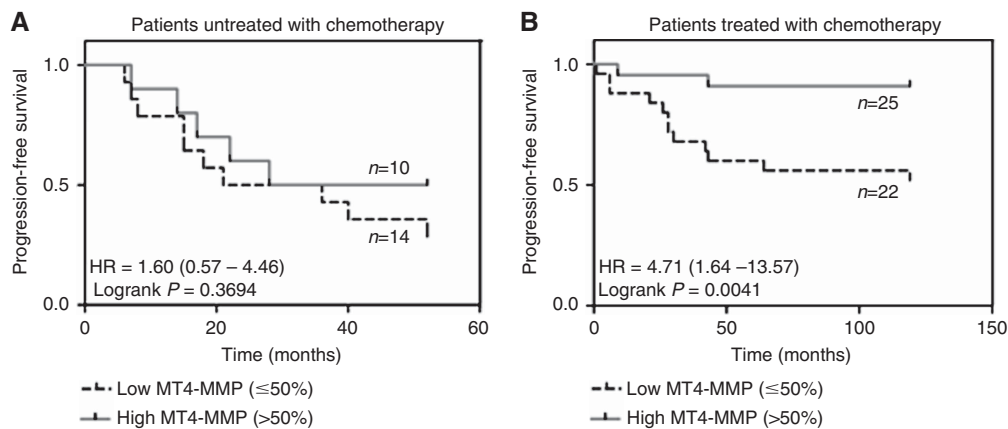 A
Patients untreated with chemotherapy
Progression-free survival
1.0
0.5
0.0
n=10
n=14
HR = 1.60 (0.57 – 4.46)
Logrank P = 0.3694
0 20 40 60
Time (months)
Low MT4-MMP (≤50%)
High MT4-MMP (>50%)
B
Patients treated with chemotherapy
Progression-free survival
1.0
0.5
0.0
n=25
n=22
HR = 4.71 (1.64 –13.57)
Logrank P = 0.0041
0 50 100 150
Time (months)
Low MT4-MMP (≤50%)
High MT4-MMP (>50%)